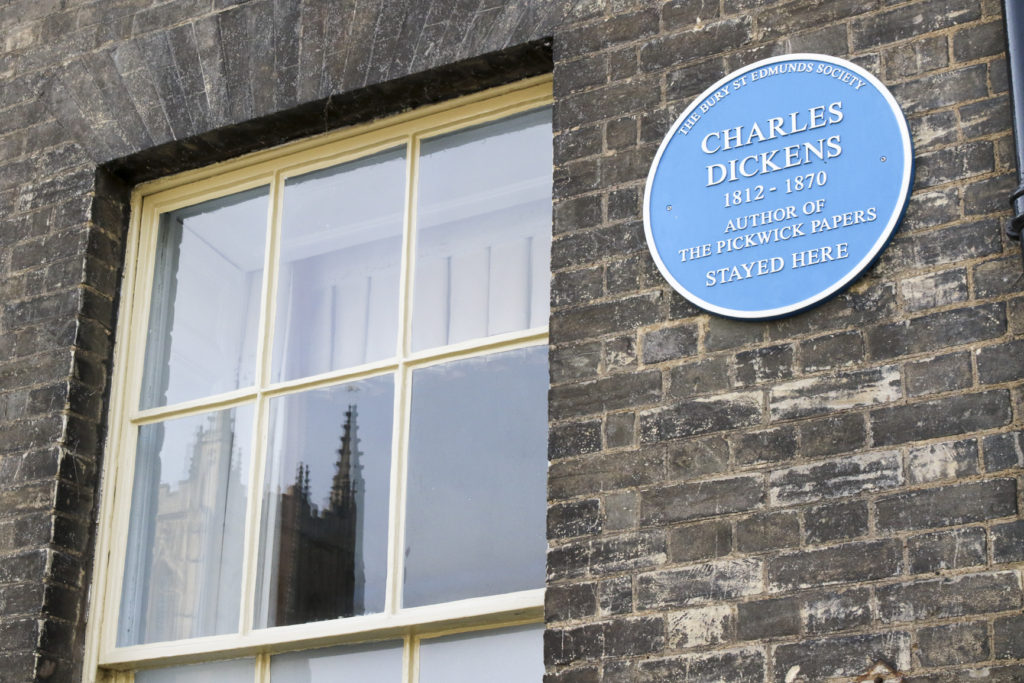 THE BURY ST EDMUNDS SOCIETY
CHARLES
DICKENS
1812 - 1870
AUTHOR OF
THE PICKWICK PAPERS
STAYED HERE